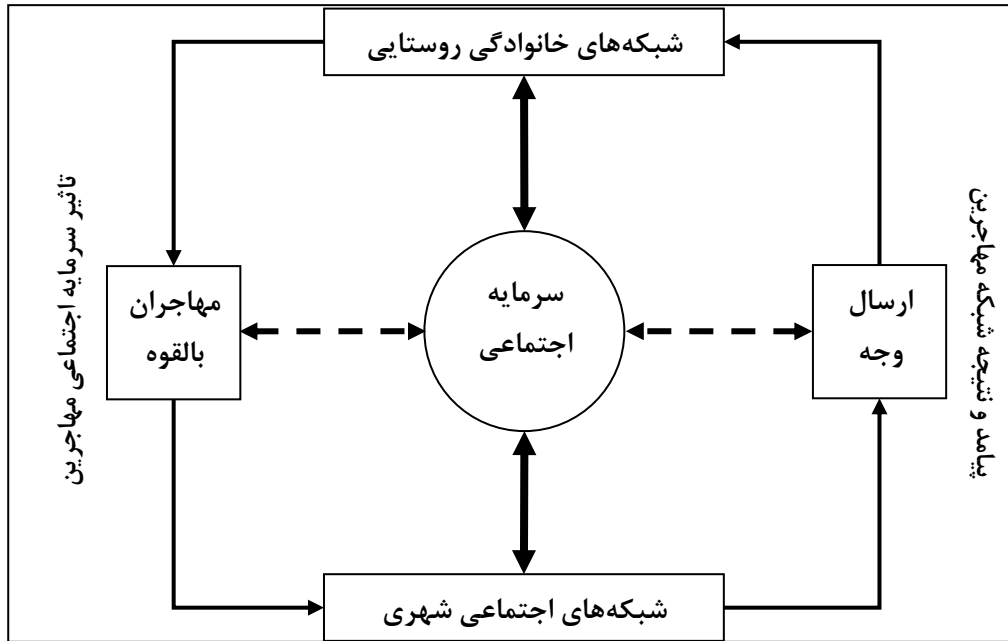 شبکه‌های خانوادگی روستایی
تاثیر سرمایه اجتماعی مهاجرین
پیامد و نتیجه شبکه مهاجرین
ارسال
وجه
سرمایه
اجتماعی
مهاجران
بالقوه
شبکه‌های اجتماعی شهری